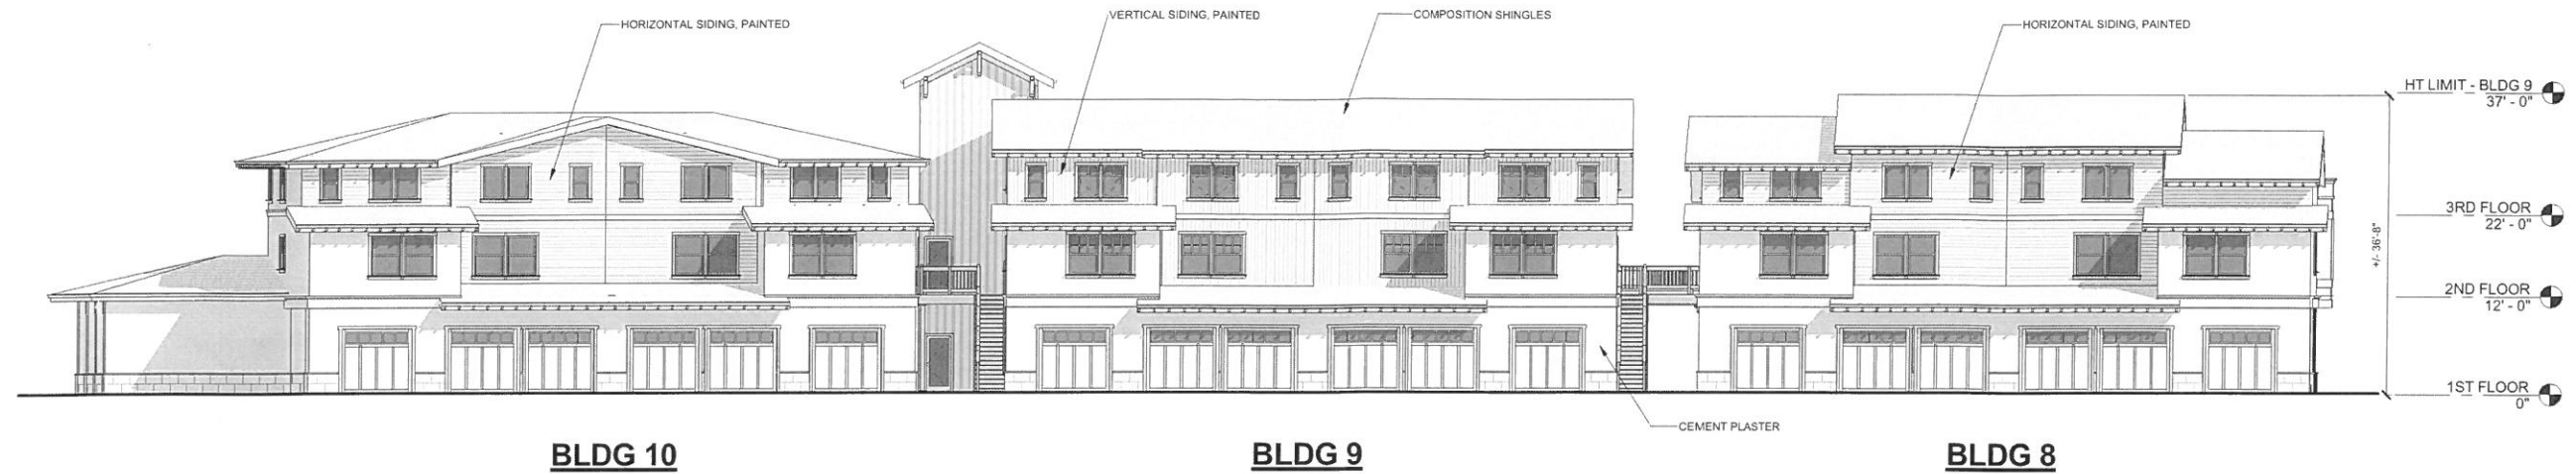 HORIZONTAL SIDING, PAINTED
VERTICAL SIDING, PAINTED
COMPOSITION SHINGLES
HORIZONTAL SIDING, PAINTED
HT LIMIT - BLDG 9
37' - 0"
3RD FLOOR
22' - 0"
+/- 36'-8"
2ND FLOOR
12' - 0"
1ST FLOOR
0"
CEMENT PLASTER
BLDG 10
BLDG 9
BLDG 8